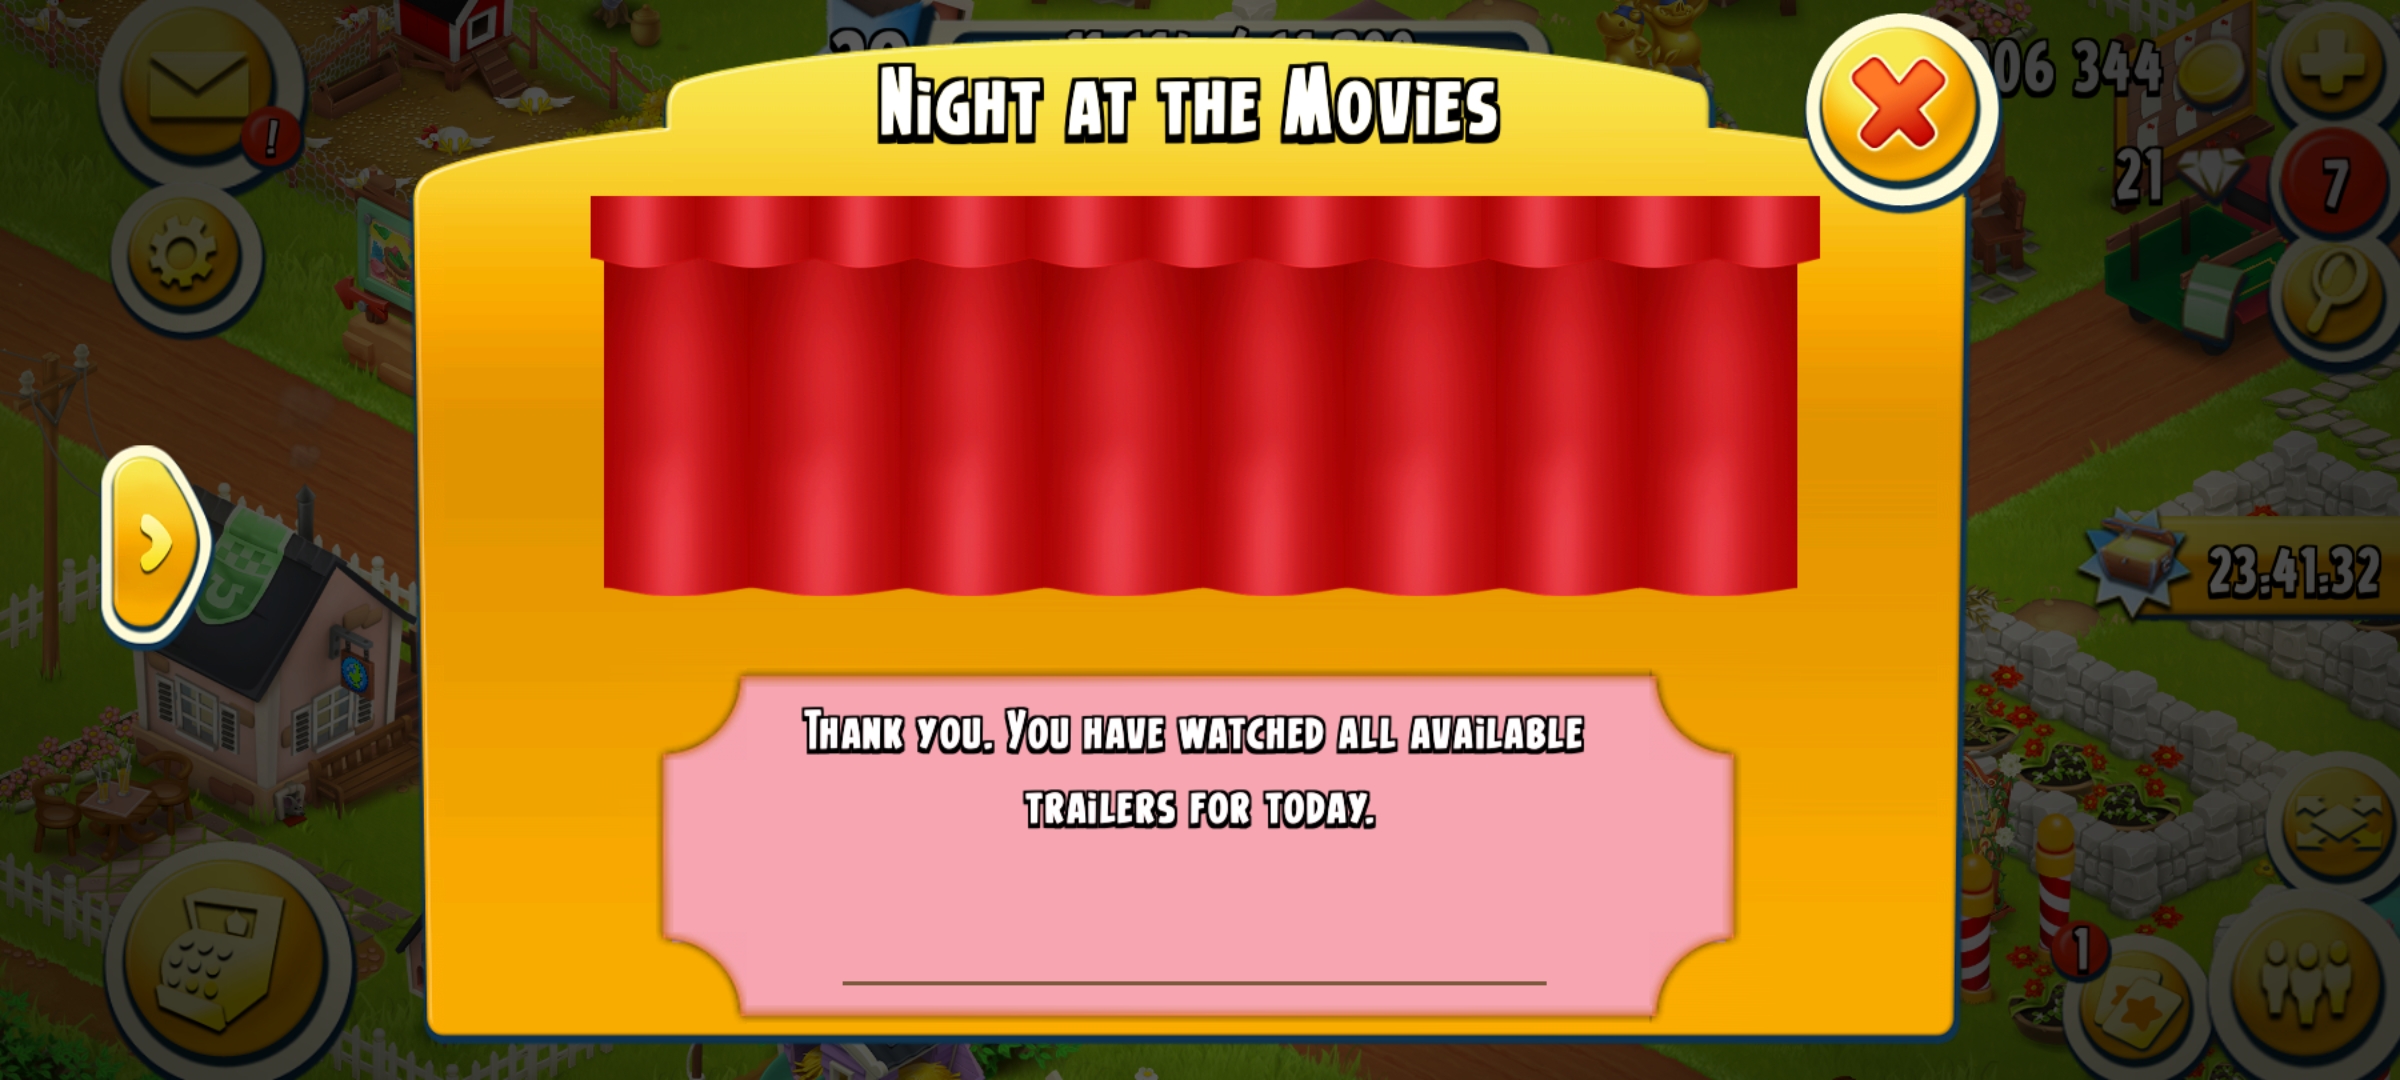 Night at the Movies
344
21
7
23:41:32
Thank you. You have watched all available
trailers for today.
1